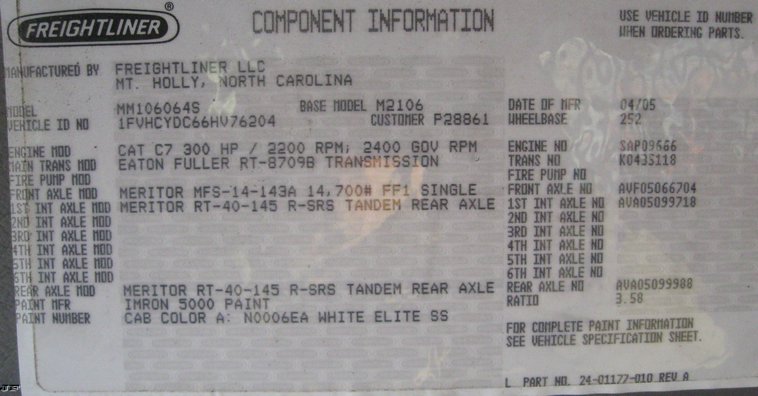 FREIGHTLINER
COMPONENT INFORMATION
USE VEHICLE ID NUMBER
WHEN ORDERING PARTS.
MANUFACTURED BY FREIGHTLINER LLC
MT. HOLLY, NORTH CAROLINA
MODEL MM106064S BASE MODEL M2106 DATE OF MFR 04/05
VEHICLE ID NO 1FVHCYDC66HV76204 CUSTOMER P28861 WHEELBASE 252
ENGINE MOD CAT C7 300 HP / 2200 RPM; 2400 GOV RPM ENGINE NO SAP09566
MAIN TRANS MOD EATON FULLER RT-8709B TRANSMISSION TRANS NO K0435118
FIRE PUMP MOD FIRE PUMP NO
FRONT AXLE MOD MERITOR MFS-14-143A 14,700# FF1 SINGLE FRONT AXLE NO AVF05066704
1ST INT AXLE MOD MERITOR RT-40-145 R-SRS TANDEM REAR AXLE 1ST INT AXLE NO AVA05099718
2ND INT AXLE MOD 2ND INT AXLE NO
3RD INT AXLE MOD 3RD INT AXLE NO
4TH INT AXLE MOD 4TH INT AXLE NO
5TH INT AXLE MOD 5TH INT AXLE NO
6TH INT AXLE MOD 6TH INT AXLE NO
REAR AXLE MOD MERITOR RT-40-145 R-SRS TANDEM REAR AXLE REAR AXLE NO AVA05099988
PAINT MFR IMRON 5000 PAINT RATIO 3.58
PAINT NUMBER CAB COLOR A: N0006EA WHITE ELITE SS
FOR COMPLETE PAINT INFORMATION
SEE VEHICLE SPECIFICATION SHEET.
PART NO. 24-01177-010 REV A